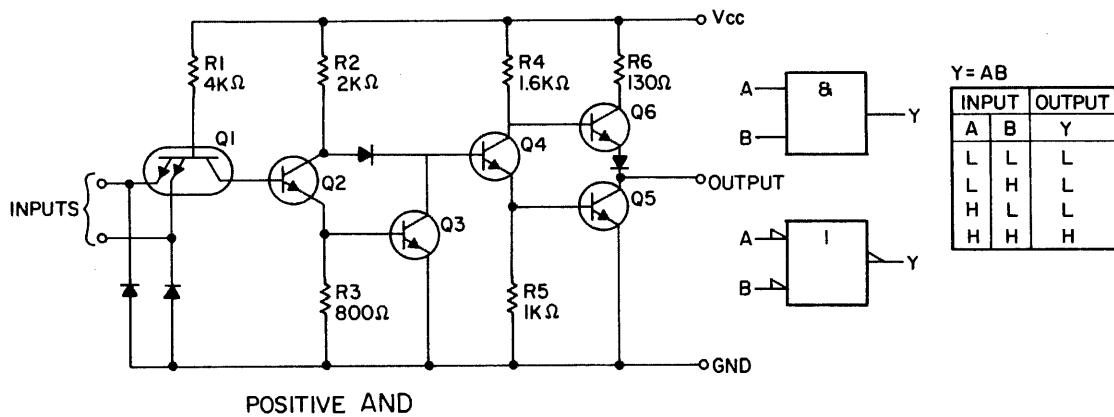 Vcc
R1
4KΩ
R2
2KΩ
R4
1.6KΩ
R6
130Ω
Q1
Q2
Q3
Q4
Q6
Q5
INPUTS
OUTPUT
R3
800Ω
R5
1KΩ
GND
POSITIVE AND
A
B
&
Y
A
B
1
Y
Y=AB
INPUT OUTPUT
A B Y
L L L
L H L
H L L
H H H